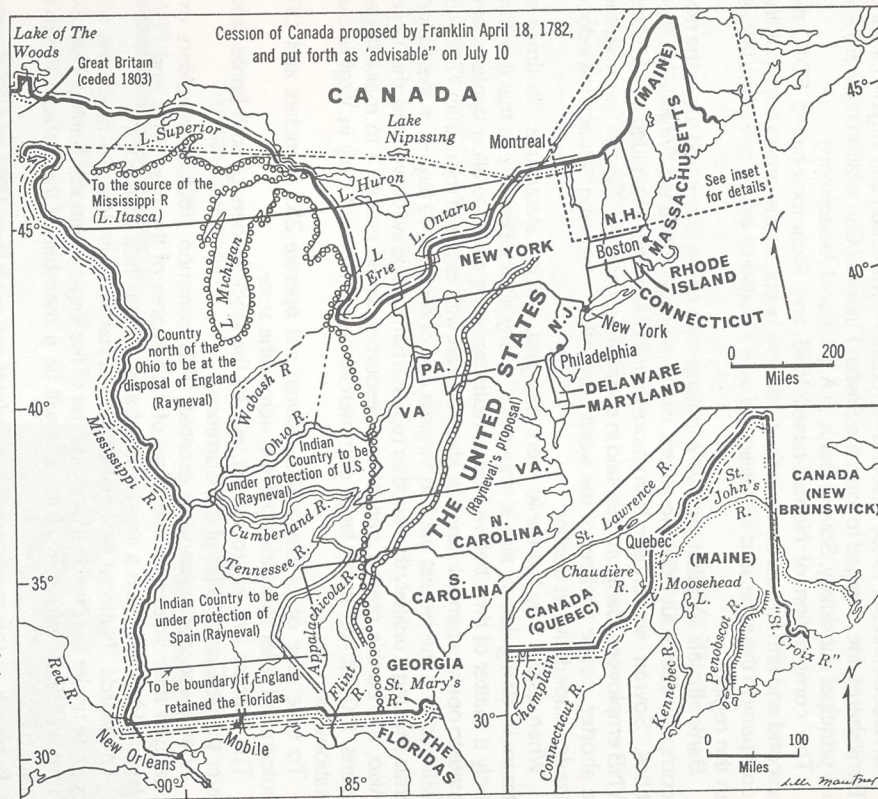 Cession of Canada proposed by Franklin April 18, 1782,
and put forth as 'advisable" on July 10
Lake of The
Woods
Great Britain
(ceded 1803)
CANADA
Lake
Nipissing
45°
L. Superior
Montreal
(MAINE)
MASSACHUSETTS
To the source of the
Mississippi R
(L.Itasca)
L. Huron
See inset
for details
45°
L. Ontario
N.H.
L. Michigan
L
Erie
NEW YORK
Boston
RHODE
ISLAND
CONNECTICUT
40°
Country
north of the
Ohio to be at the
disposal of England
(Rayneval)
N.J.
New York
Philadelphia
0 200
Miles
PA.
DELAWARE
MARYLAND
Wabash R
VA
THE UNITED STATES
(Rayneval's proposal)
40°
Mississippi R.
Ohio R.
Indian
Country to be
under protection of U.S
(Rayneval)
VA.
Cumberland R.
N.
CAROLINA
Tennessee R.
35°
S.
CAROLINA
Indian Country to be
under protection of
Spain (Rayneval)
Appalachicola R.
GEORGIA
Flint
R.
St. Mary's
R.
Red R.
To be boundary if England
retained the Floridas
30°
THE
FLORIDAS
New Orleans
Mobile
30°
90°
85°
CANADA
(NEW
BRUNSWICK)
St. Lawrence R.
St.
John's
R.
Quebec
(MAINE)
Chaudière
R.
Moosehead
L.
CANADA
(QUEBEC)
Penobscot R.
"St.
Croix R."
L.
Champlain
Connecticut R.
Kennebec R.
N
N
0 100
Miles